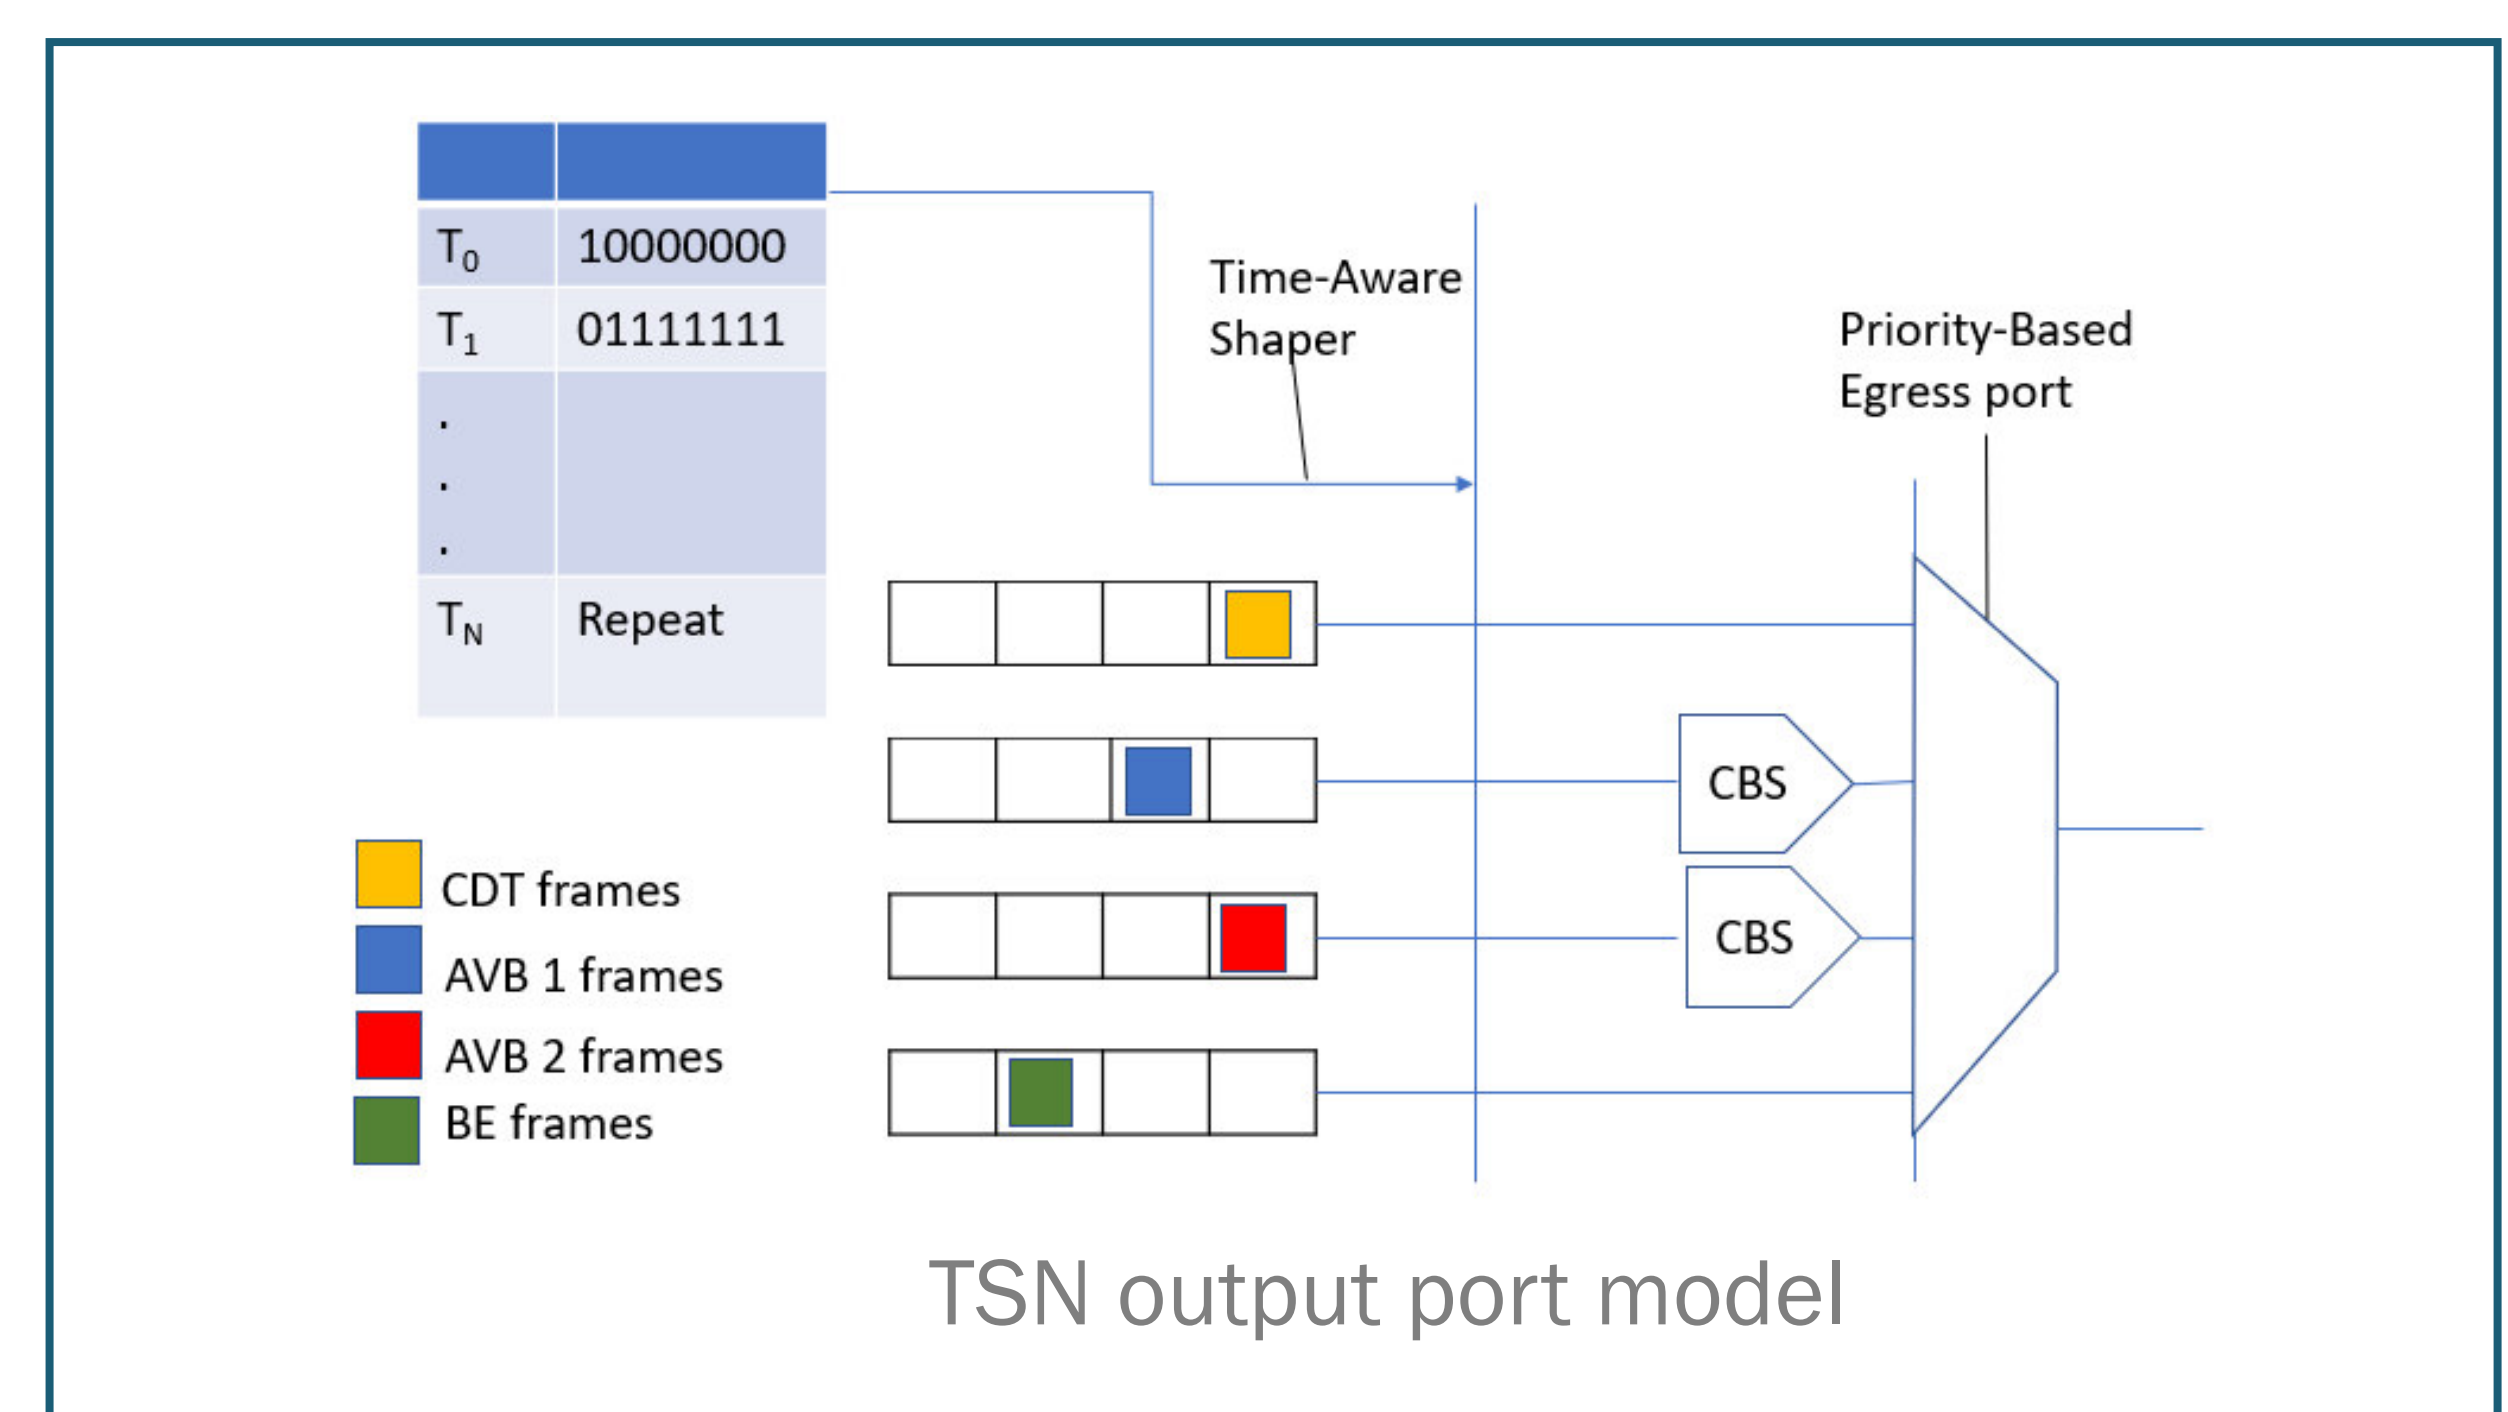 T0 10000000
T1 01111111
.
.
.
TN Repeat
Time-Aware
Shaper
Priority-Based
Egress port
CBS
CBS
CDT frames
AVB 1 frames
AVB 2 frames
BE frames
TSN output port model